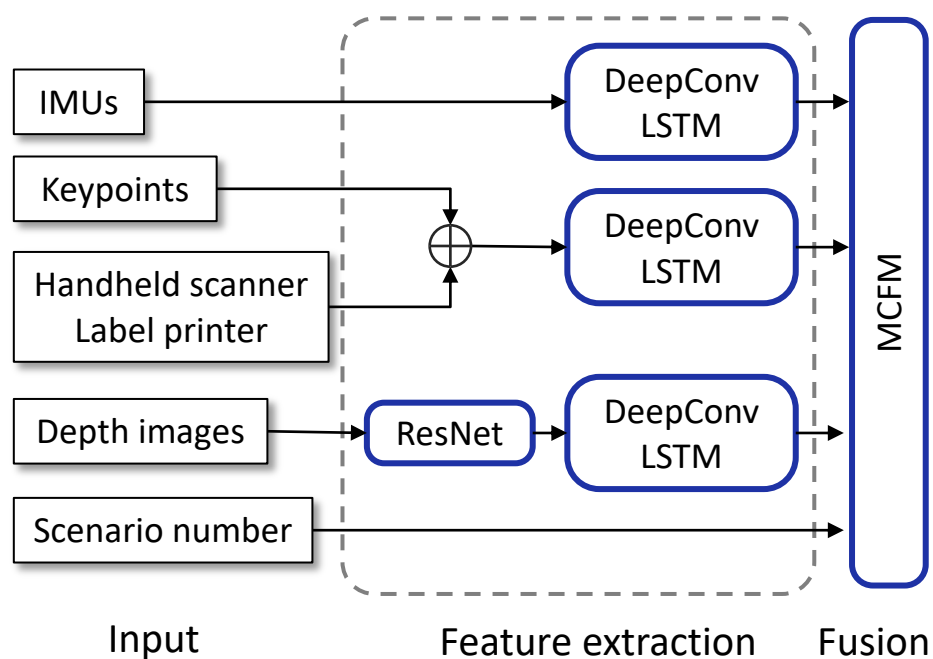 IMUs
DeepConv
LSTM
Keypoints
DeepConv
LSTM
Handheld scanner
Label printer
MCFM
Depth images
ResNet
DeepConv
LSTM
Scenario number
Input
Feature extraction
Fusion